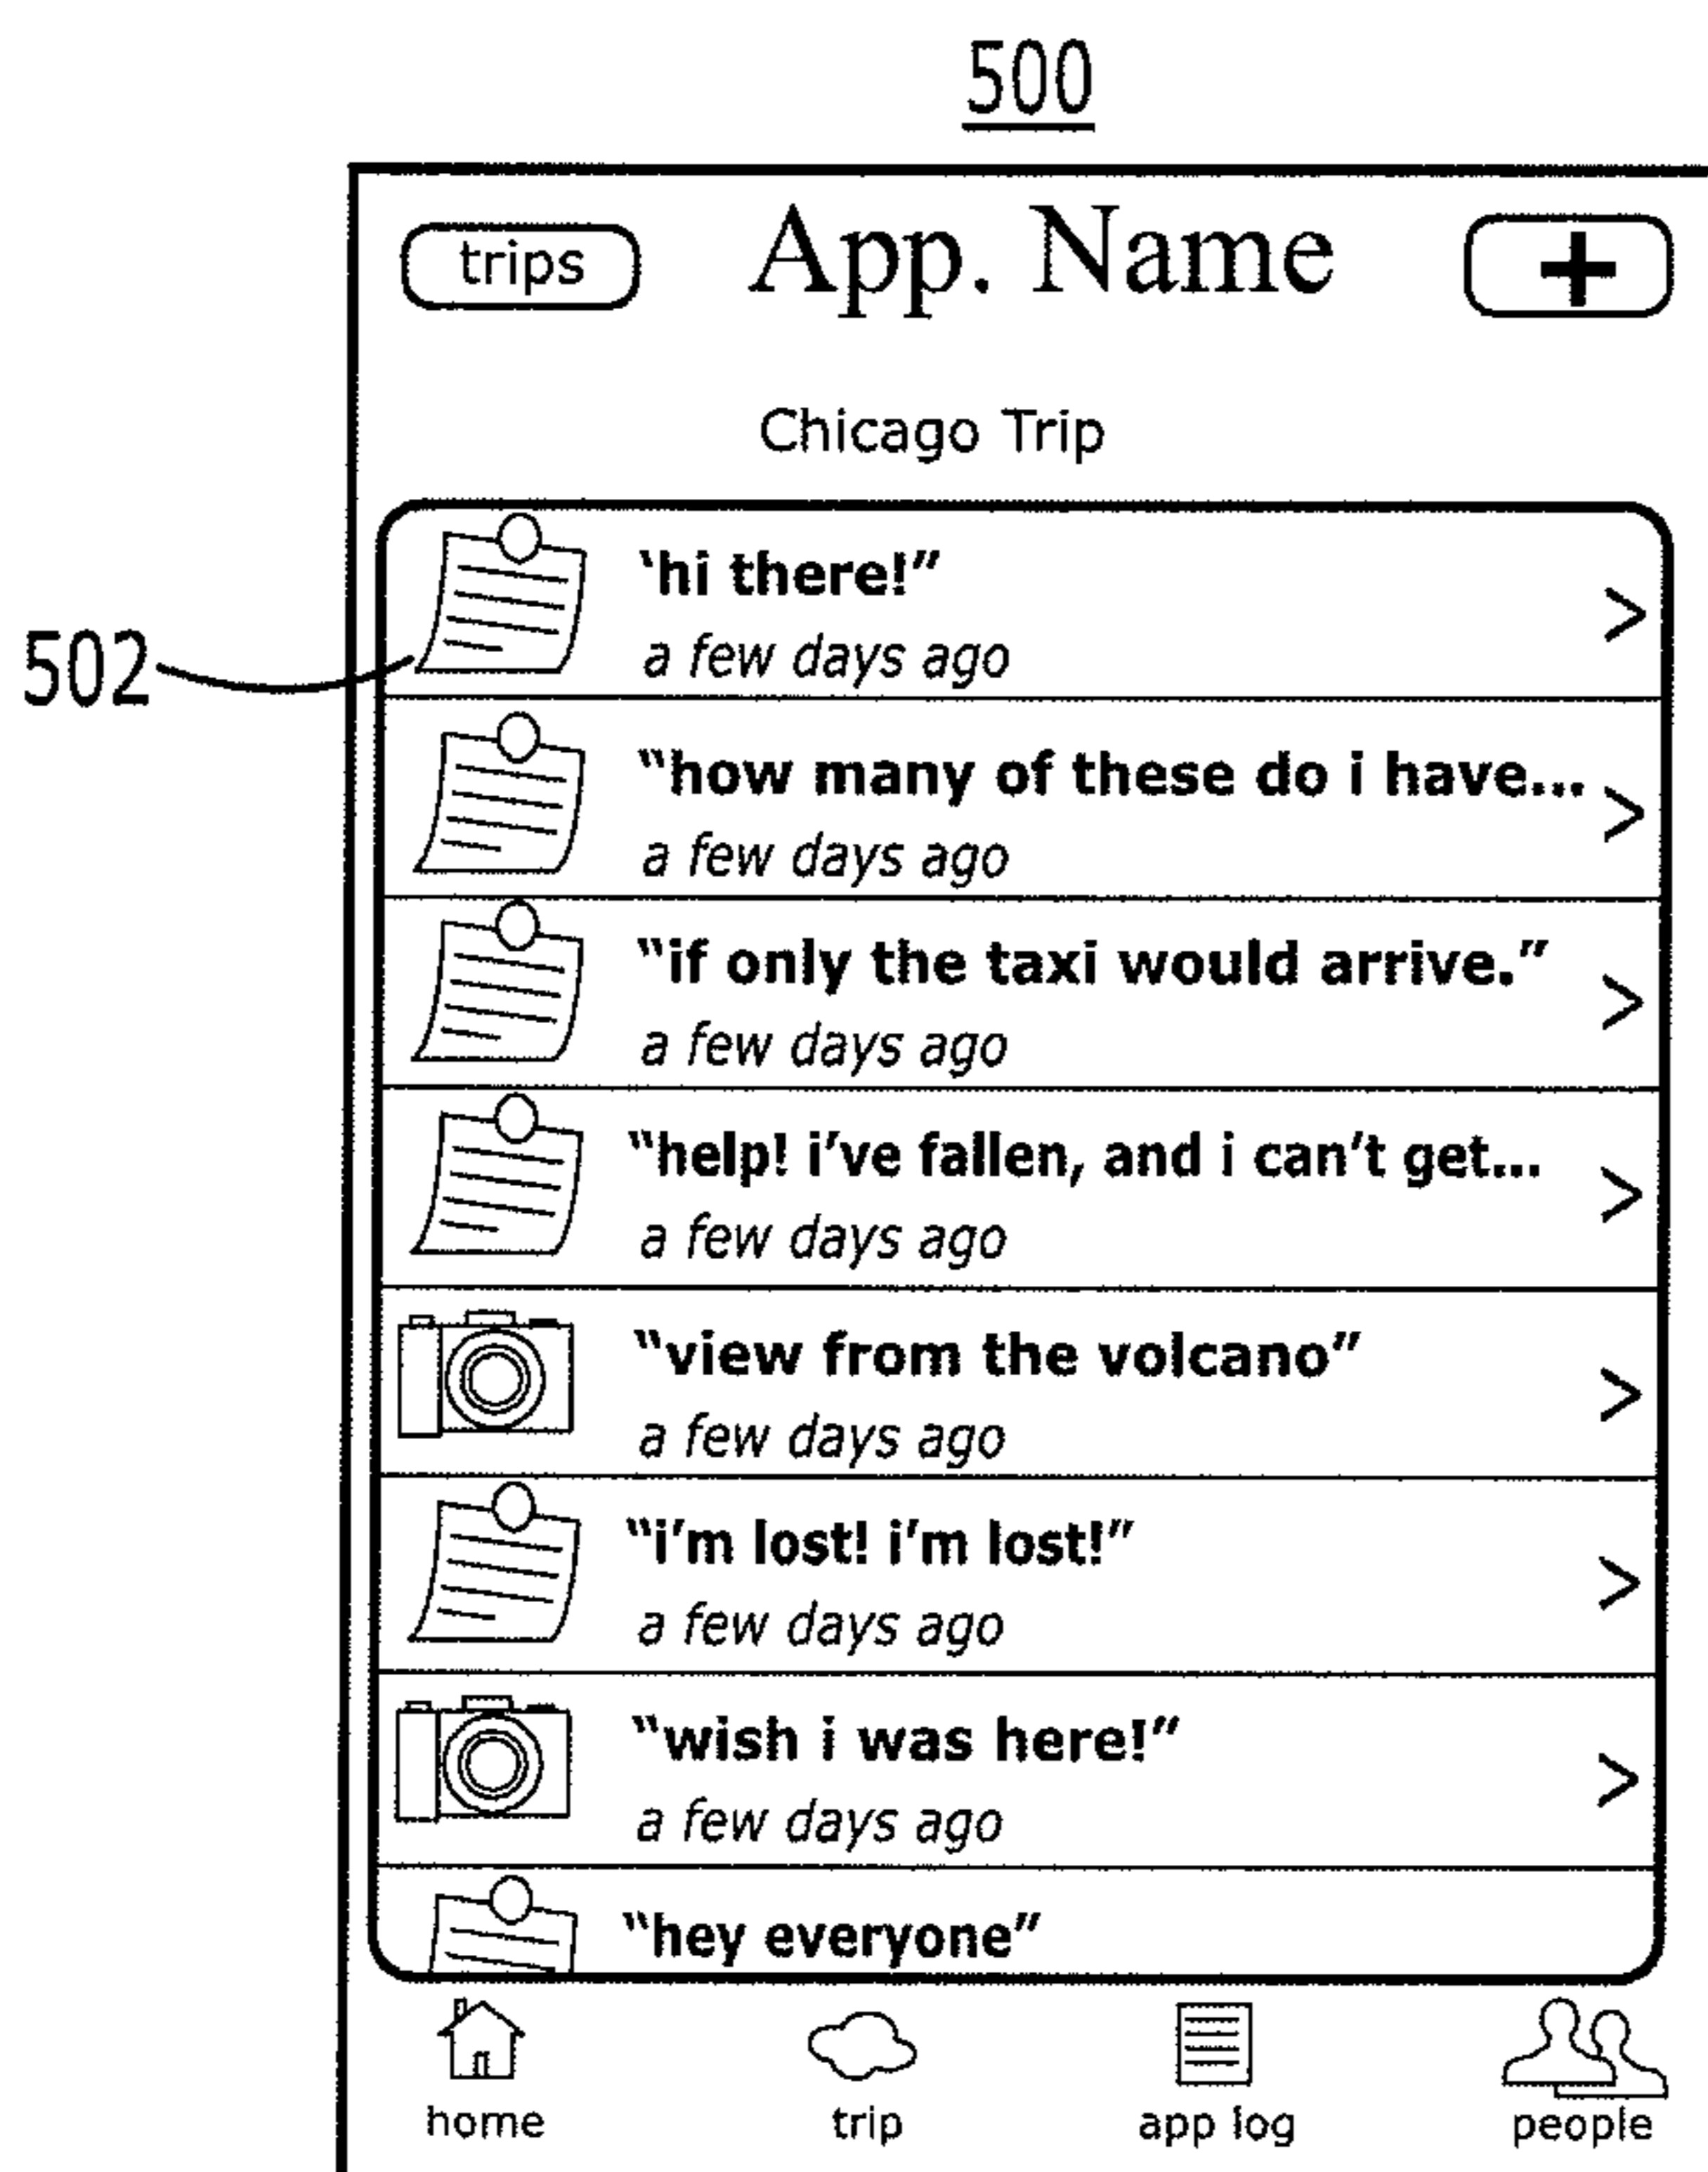 500
trips App. Name +
Chicago Trip
‘hi there!”
a few days ago
>
502
“how many of these do i have...
a few days ago
>
“if only the taxi would arrive.”
a few days ago
>
“help! i’ve fallen, and i can’t get...
a few days ago
>
“view from the volcano”
a few days ago
>
“i’m lost! i’m lost!”
a few days ago
>
“wish i was here!”
a few days ago
>
“hey everyone”
home trip app log people